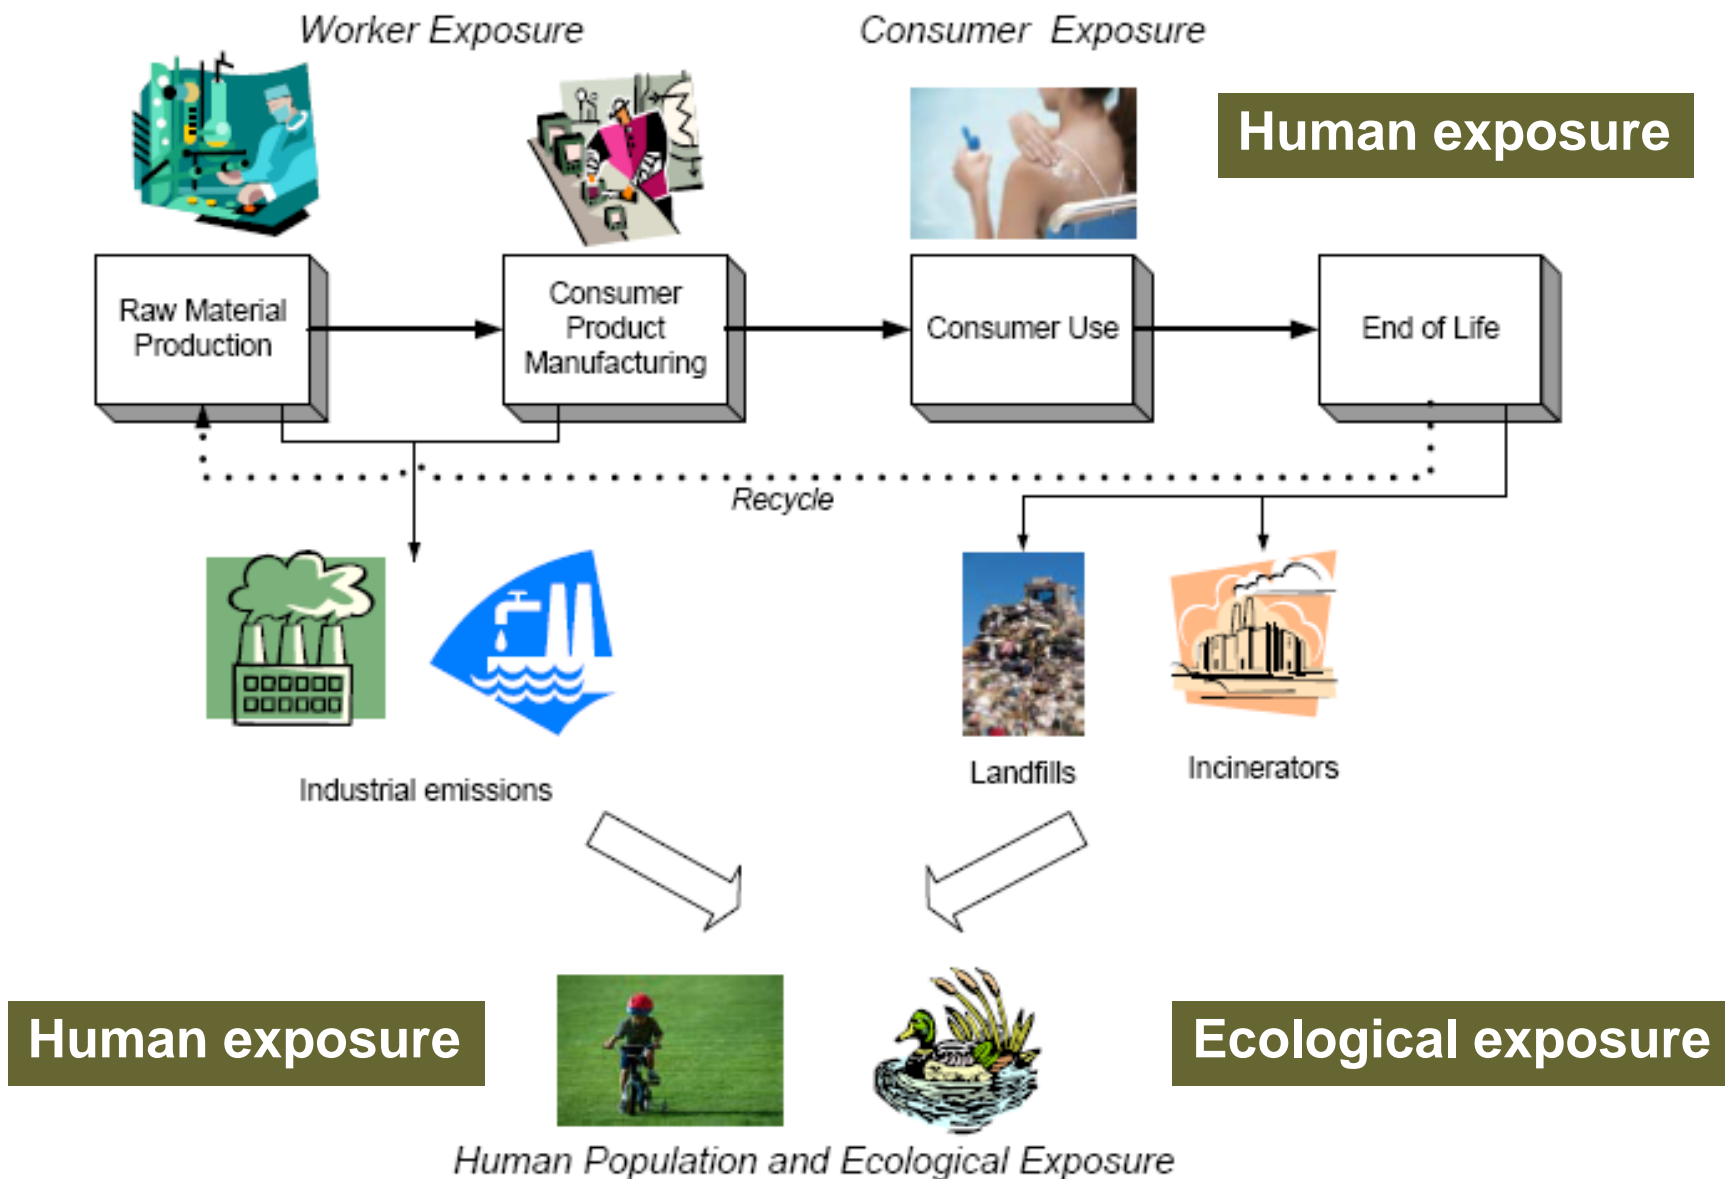 Worker Exposure
Consumer Exposure
Human exposure
Raw Material
Production
Consumer
Product
Manufacturing
Consumer Use
End of Life
Recycle
Industrial emissions
Landfills
Incinerators
Human exposure
Ecological exposure
Human Population and Ecological Exposure